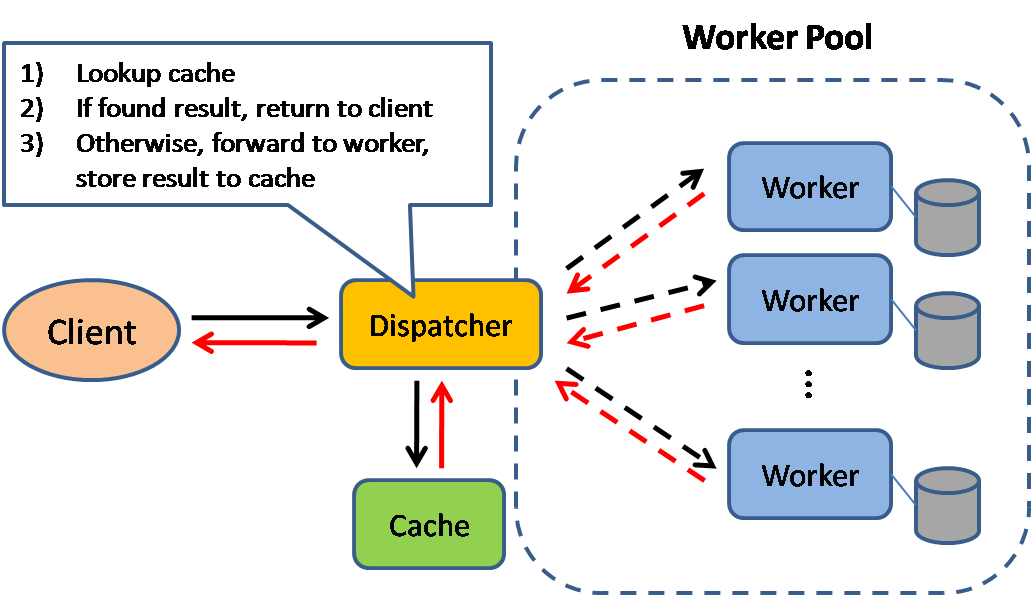 Worker Pool
1) Lookup cache
2) If found result, return to client
3) Otherwise, forward to worker,
store result to cache
Worker
Client
Dispatcher
Worker
Worker
Cache